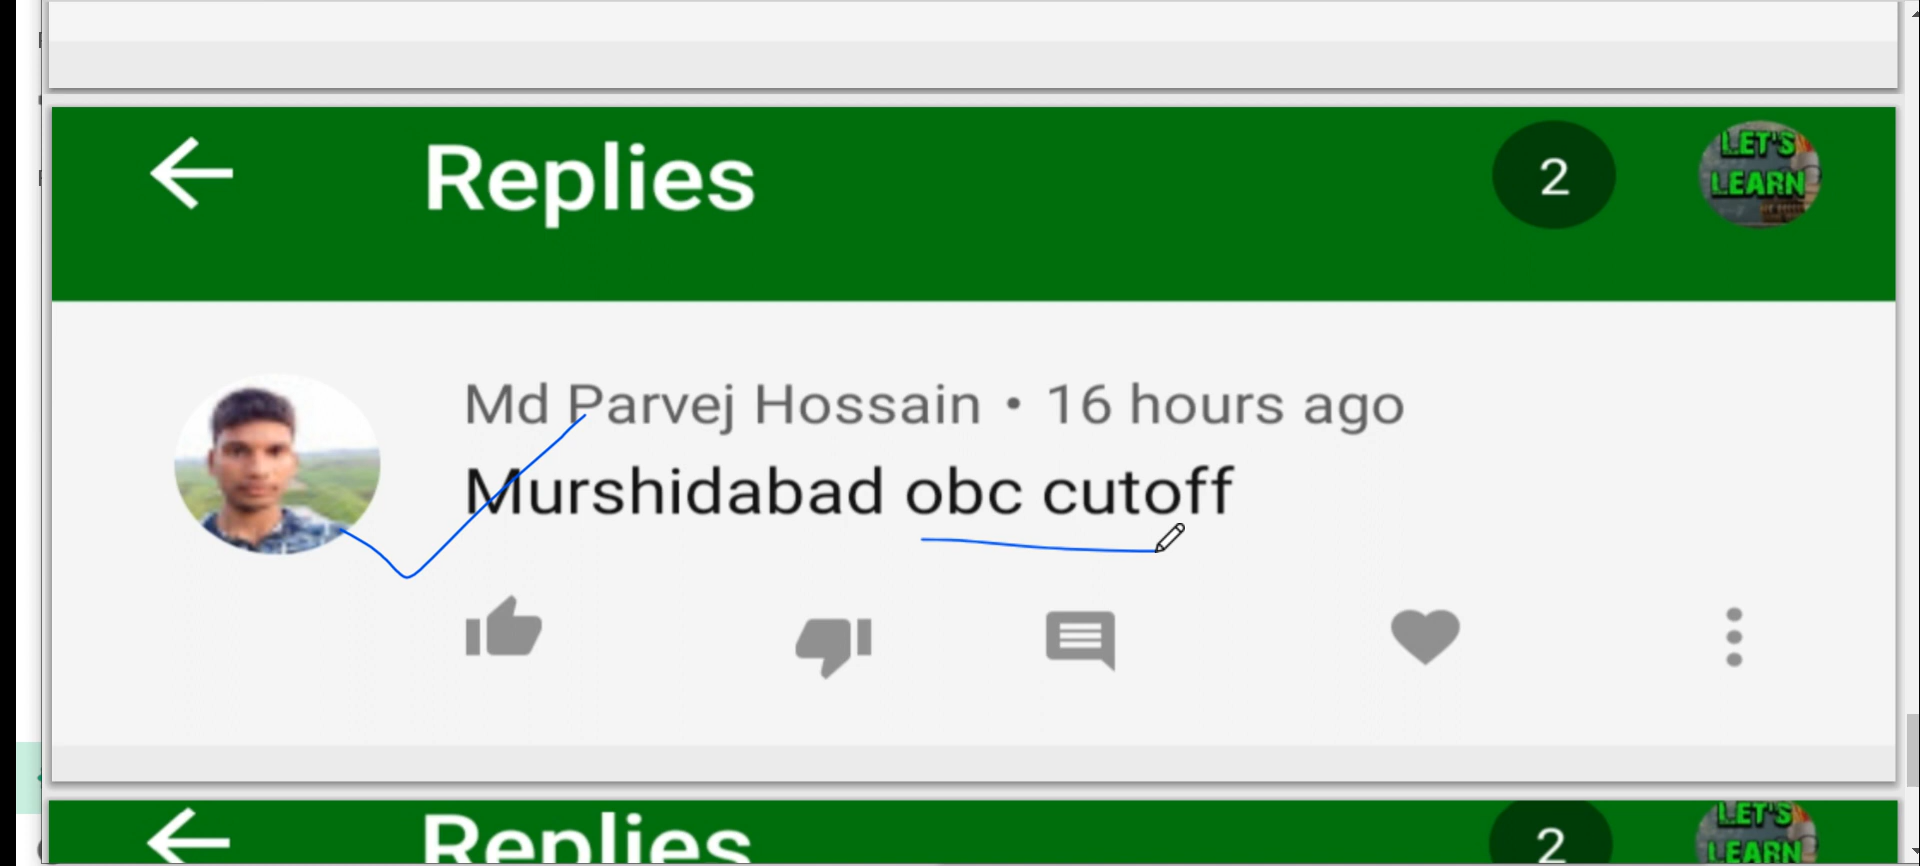 Replies
2
LET'S
LEARN
Md Parvej Hossain • 16 hours ago
Murshidabad obc cutoff
Replies
2
LET'S
LEARN